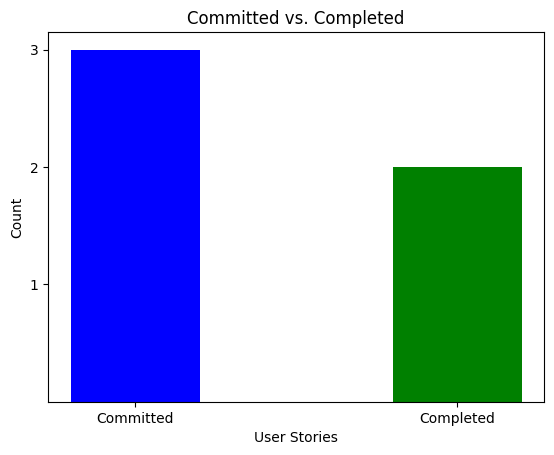 Committed vs. Completed
3
2
1
Count
Committed
Completed
User Stories